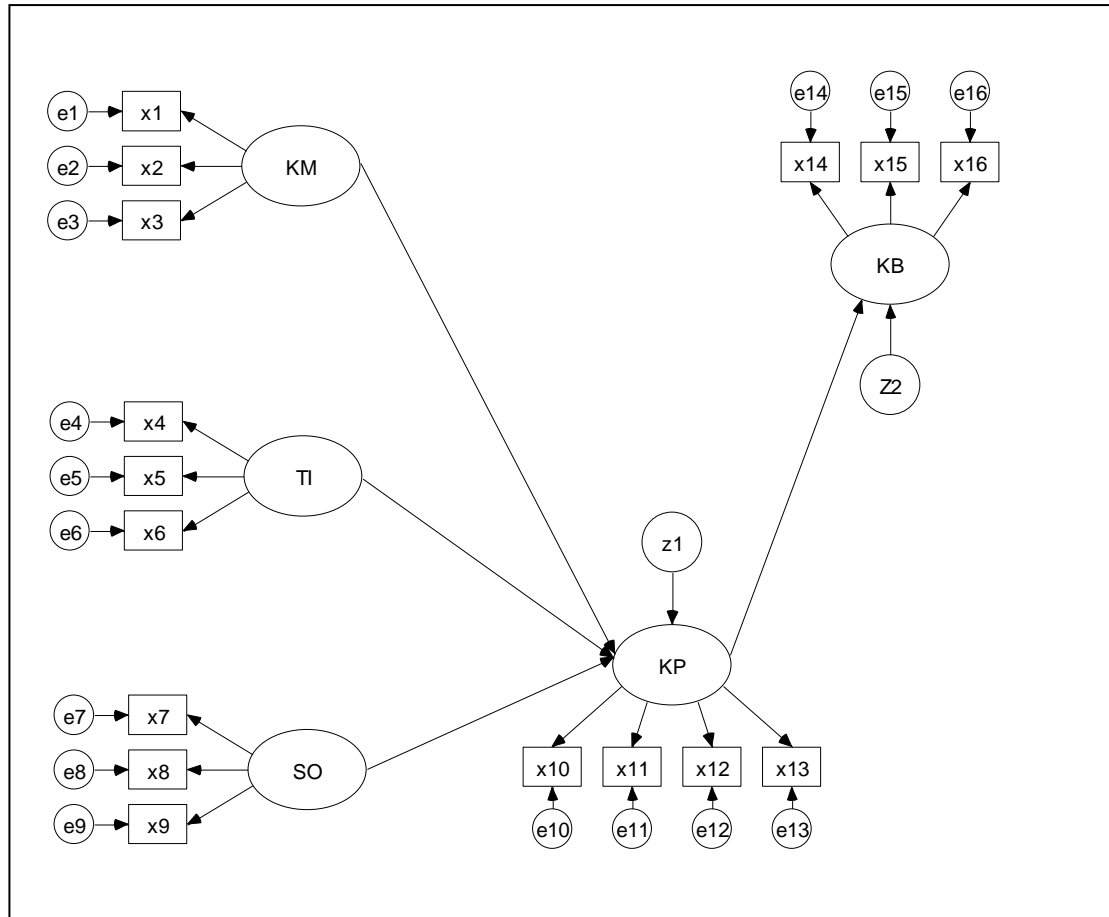 e14 e15 e16
e1 x1
x14 x15 x16
e2 x2 KM
e3 x3
KB
Z2
e4 x4
e5 x5 TI
e6 x6
z1
KP
e7 x7
e8 x8 SO
x10 x11 x12 x13
e9 x9
e10 e11 e12 e13